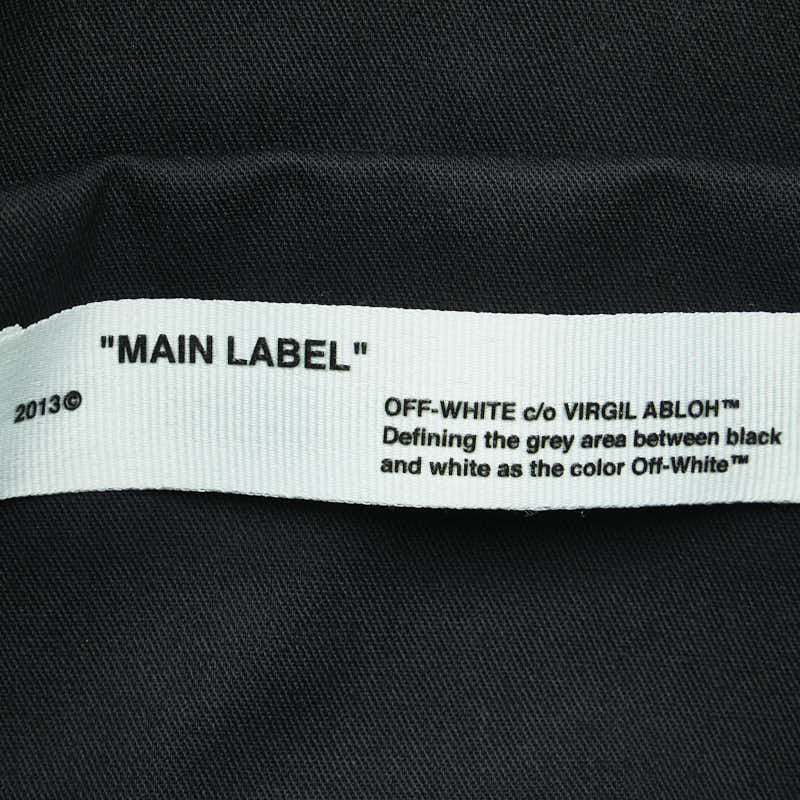 "MAIN LABEL"
2013©
OFF-WHITE c/o VIRGIL ABLOH™
Defining the grey area between black
and white as the color Off-White™